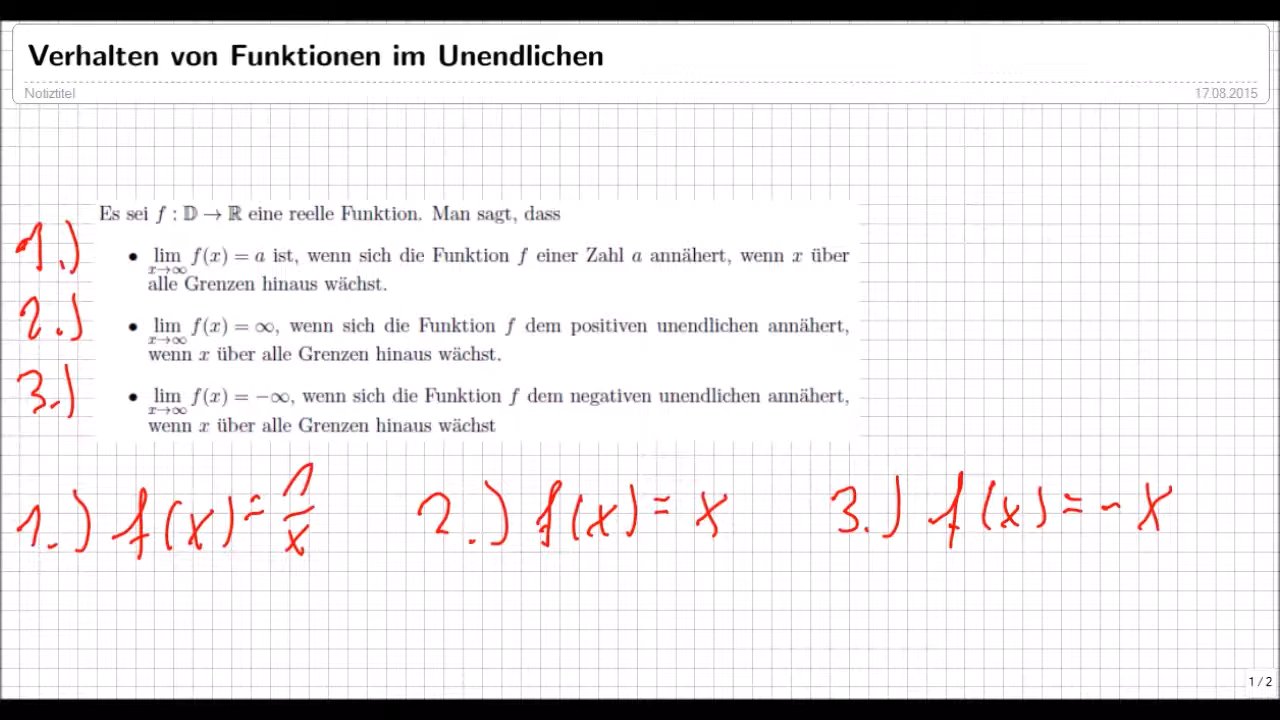 Verhalten von Funktionen im Unendlichen
Notiztitel 17.08.2015
Es sei f : 𝔻 → ℝ eine reelle Funktion. Man sagt, dass
1.) • lim x→∞ f(x) = a ist, wenn sich die Funktion f einer Zahl a annähert, wenn x über
alle Grenzen hinaus wächst.
2.) • lim x→∞ f(x) = ∞, wenn sich die Funktion f dem positiven unendlichen annähert,
wenn x über alle Grenzen hinaus wächst.
3.) • lim x→∞ f(x) = −∞, wenn sich die Funktion f dem negativen unendlichen annähert,
wenn x über alle Grenzen hinaus wächst
1.) f(x) = 1/x 2.) f(x) = x 3.) f(x) = -x
1 / 2